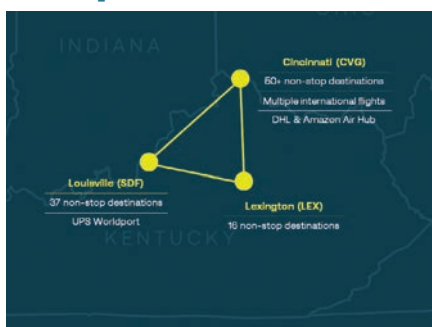 INDIANA
Cincinnati (CVG)
60+ non-stop destinations
Multiple international flights
DHL & Amazon Air Hub
Louisville (SDF)
37 non-stop destinations
UPS Worldport
Lexington (LEX)
16 non-stop destinations
KENTUCKY